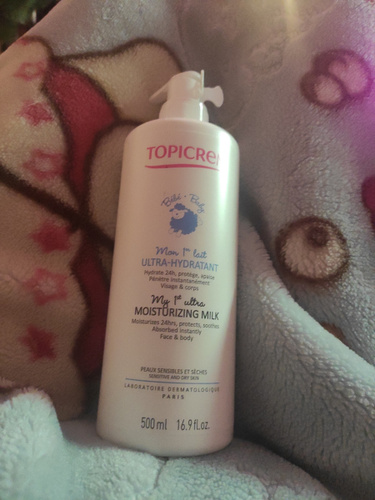 TOPICREM
Bébé - Baby
Mon 1er lait
ULTRA-HYDRATANT
Hydrate 24h, protège, apaise
Pénètre instantanément
Visage & corps
My 1st ultra
MOISTURIZING MILK
Moisturises 24hrs, protects, soothes
Absorbed instantly
Face & body
PEAUX SENSIBLES ET SÈCHES
SENSITIVE AND DRY SKIN
LABORATOIRE DERMATOLOGIQUE
PARIS
500 ml 16.9 fl.oz.